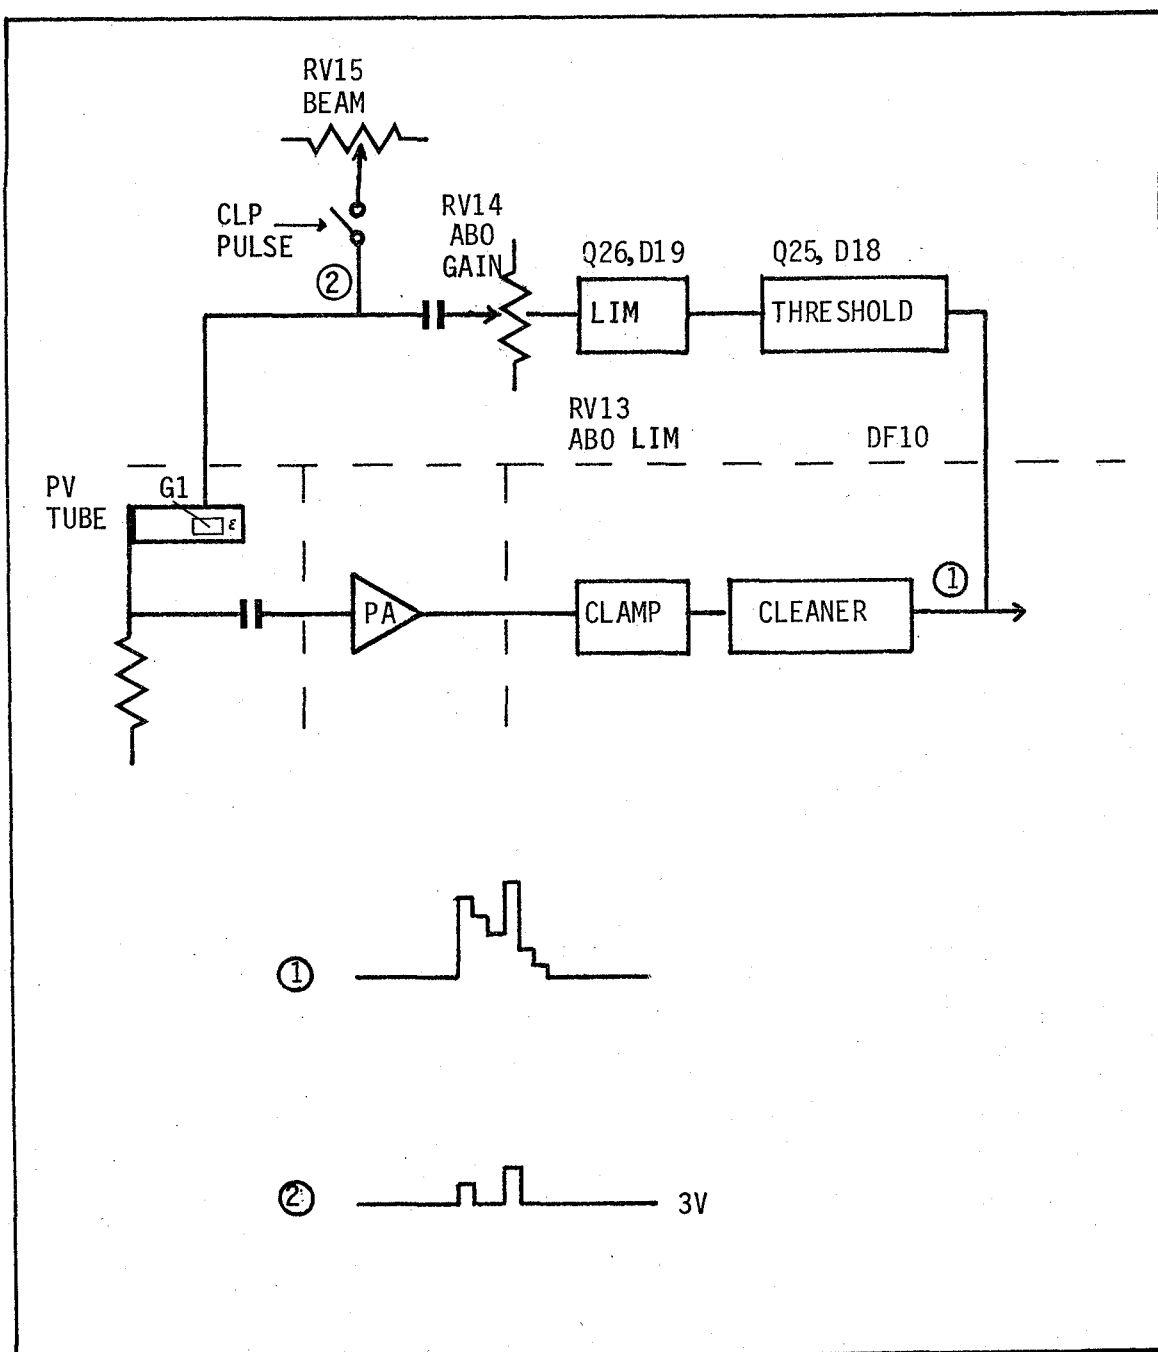 RV15
BEAM
CLP
PULSE
②
RV14
ABO
GAIN
Q26, D19
LIM
Q25, D18
THRESHOLD
RV13
ABO LIM
DF10
PV
TUBE
G1
ε
PA
CLAMP
CLEANER
①
①
②
3V